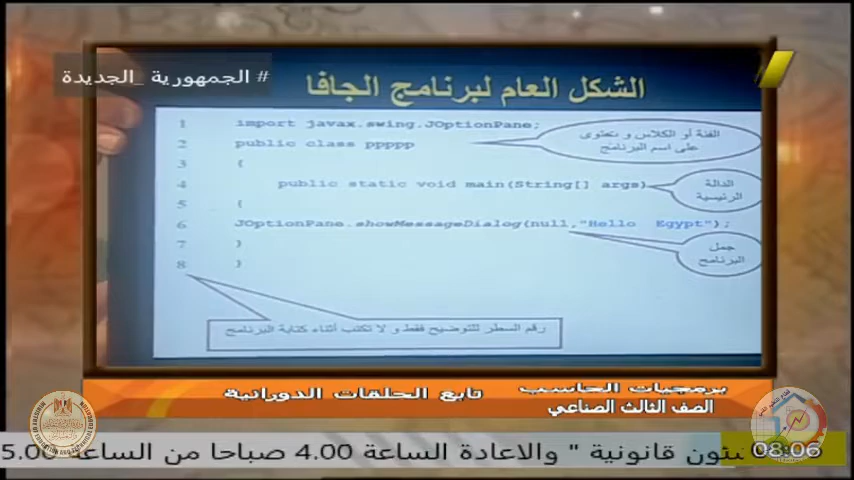 # الجمهورية _الجديدة
الشكل العام لبرنامج الجافا
1 import javax.swing.JOptionPane;
2 public class ppppp
3 {
4 public static void main(String[] args)
5 {
6 JOptionPane.showMessageDialog(null,"Hello Egypt");
7 }
8 }
الفئة أو الكلاس و تحتوى
على اسم البرنامج
الدالة
الرئيسية
جمل
البرنامج
رقم السطر للتوضيح فقط و لا تكتب أثناء كتابة البرنامج
برمجيات الحاسب
تابع الحلقات الدورانية
الصف الثالث الصناعي
قانونية " والاعادة الساعة 4.00 صباحا من الساعة 5.00
08:06